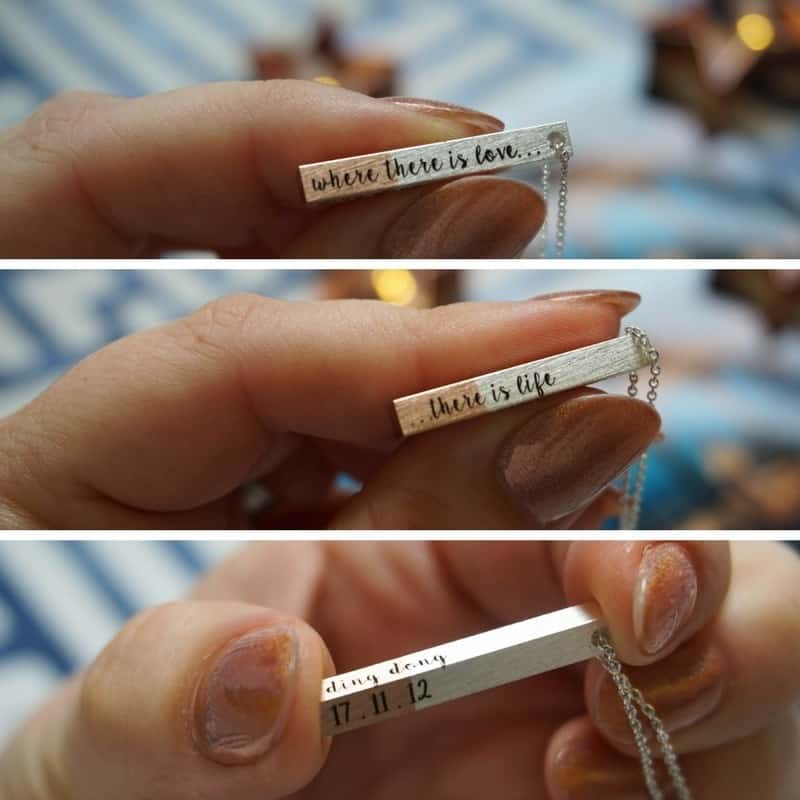 where there is love...
...there is life
ding dong
17.11.12